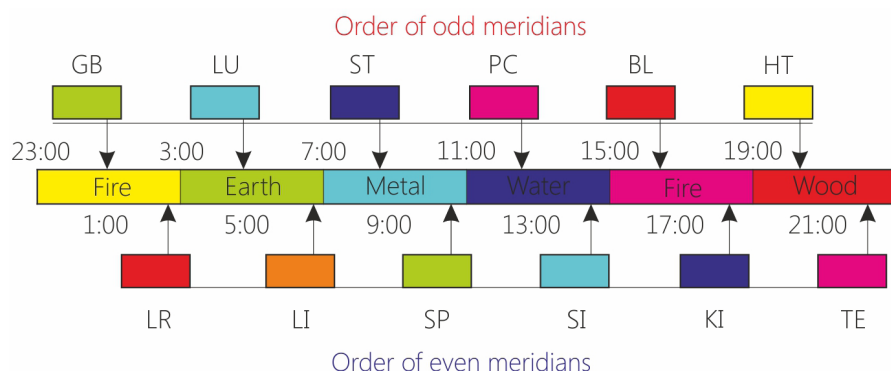 Order of odd meridians
GB LU ST PC BL HT
23:00 3:00 7:00 11:00 15:00 19:00
Fire Earth Metal Water Fire Wood
1:00 5:00 9:00 13:00 17:00 21:00
LR LI SP SI KI TE
Order of even meridians